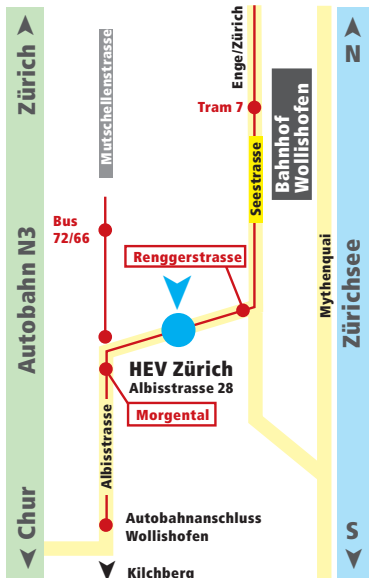 Zürich
Autobahn N3
Chur
Mutschellenstrasse
Enge/Zürich
Tram 7
Bahnhof
Wollishofen
Seestrasse
N
Bus
72/66
Renggerstrasse
Mythenquai
Zürichsee
HEV Zürich
Albisstrasse 28
Morgental
Albisstrasse
Autobahnanschluss
Wollishofen
S
Kilchberg